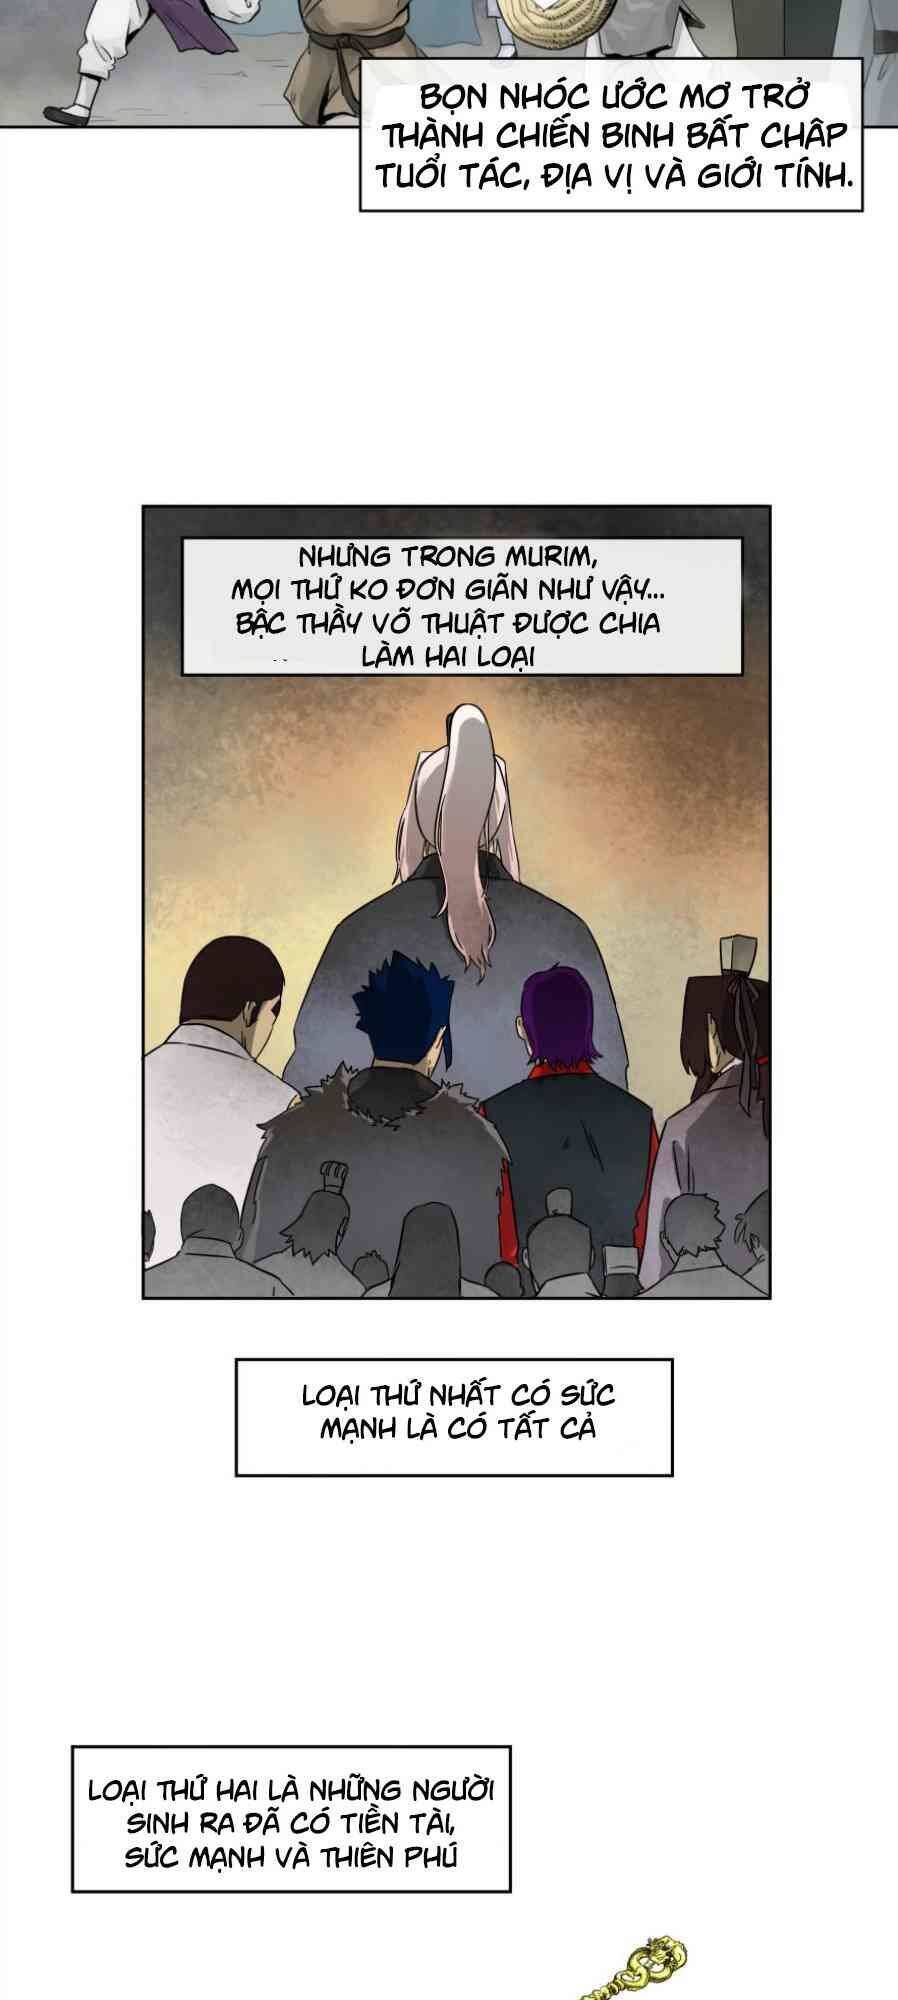 BỌN NHÓC ƯỚC MƠ TRỞ
THÀNH CHIẾN BINH BẤT CHẤP
TUỔI TÁC, ĐỊA VỊ VÀ GIỚI TÍNH.
NHƯNG TRONG MURIM,
MỌI THỨ KO ĐƠN GIÃN NHƯ VẬY...
BẬC THẦY VÕ THUẬT ĐƯỢC CHIA
LÀM HAI LOẠI
LOẠI THỨ NHẤT CÓ SỨC
MẠNH LÀ CÓ TẤT CẢ
LOẠI THỨ HAI LÀ NHỮNG NGƯỜI
SINH RA ĐÃ CÓ TIỀN TÀI,
SỨC MẠNH VÀ THIÊN PHÚ